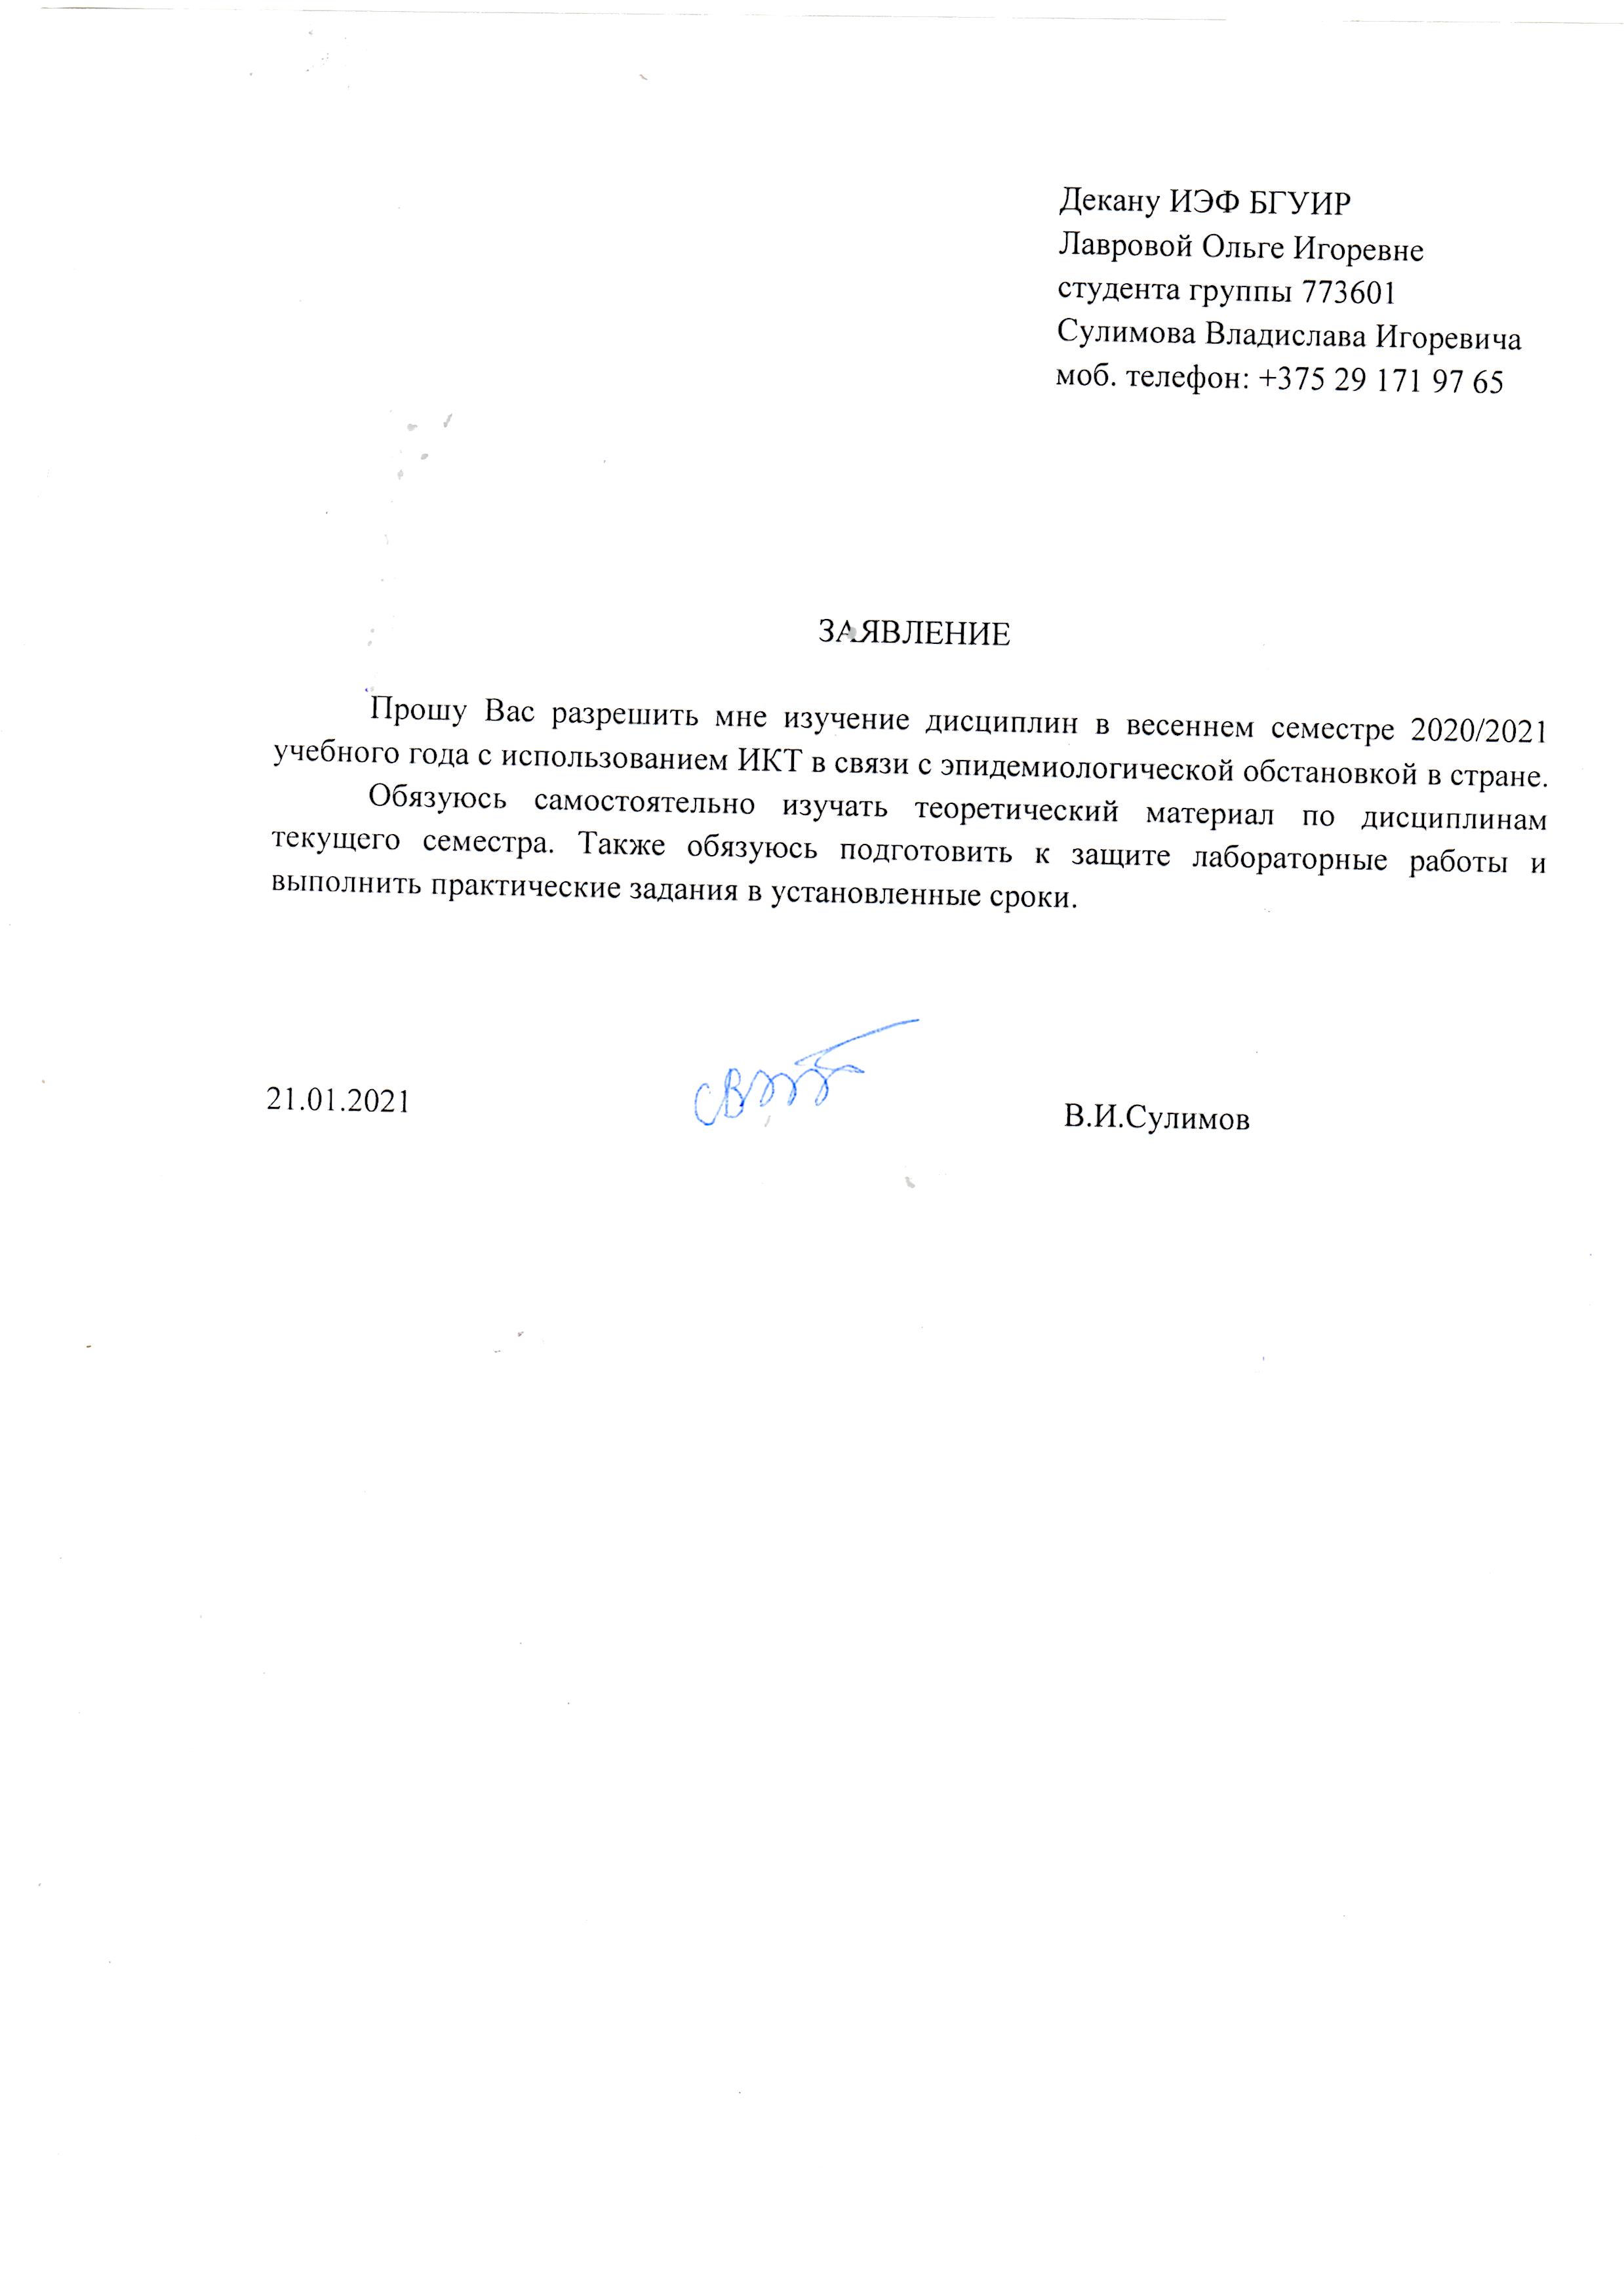 Декану ИЭФ БГУИР
Лавровой Ольге Игоревне
студента группы 773601
Сулимова Владислава Игоревича
моб. телефон: +375 29 171 97 65
ЗАЯВЛЕНИЕ
Прошу Вас разрешить мне изучение дисциплин в весеннем семестре 2020/2021
учебного года с использованием ИКТ в связи с эпидемиологической обстановкой в стране.
Обязуюсь самостоятельно изучать теоретический материал по дисциплинам
текущего семестра. Также обязуюсь подготовить к защите лабораторные работы и
выполнить практические задания в установленные сроки.
21.01.2021
В.И.Сулимов